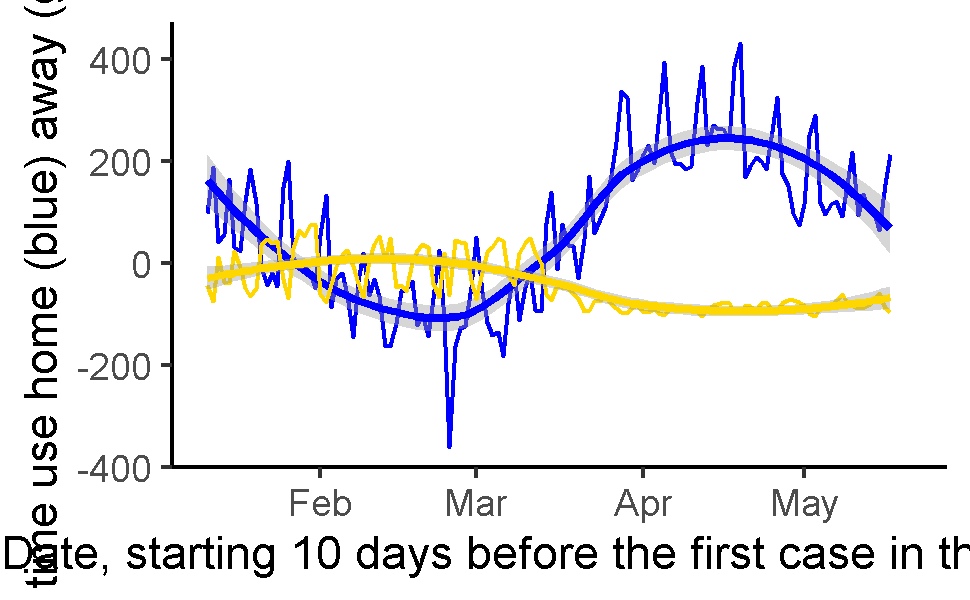 time use home (blue) away (
400
200
0
-200
-400
Feb Mar Apr May
Date, starting 10 days before the first case in th